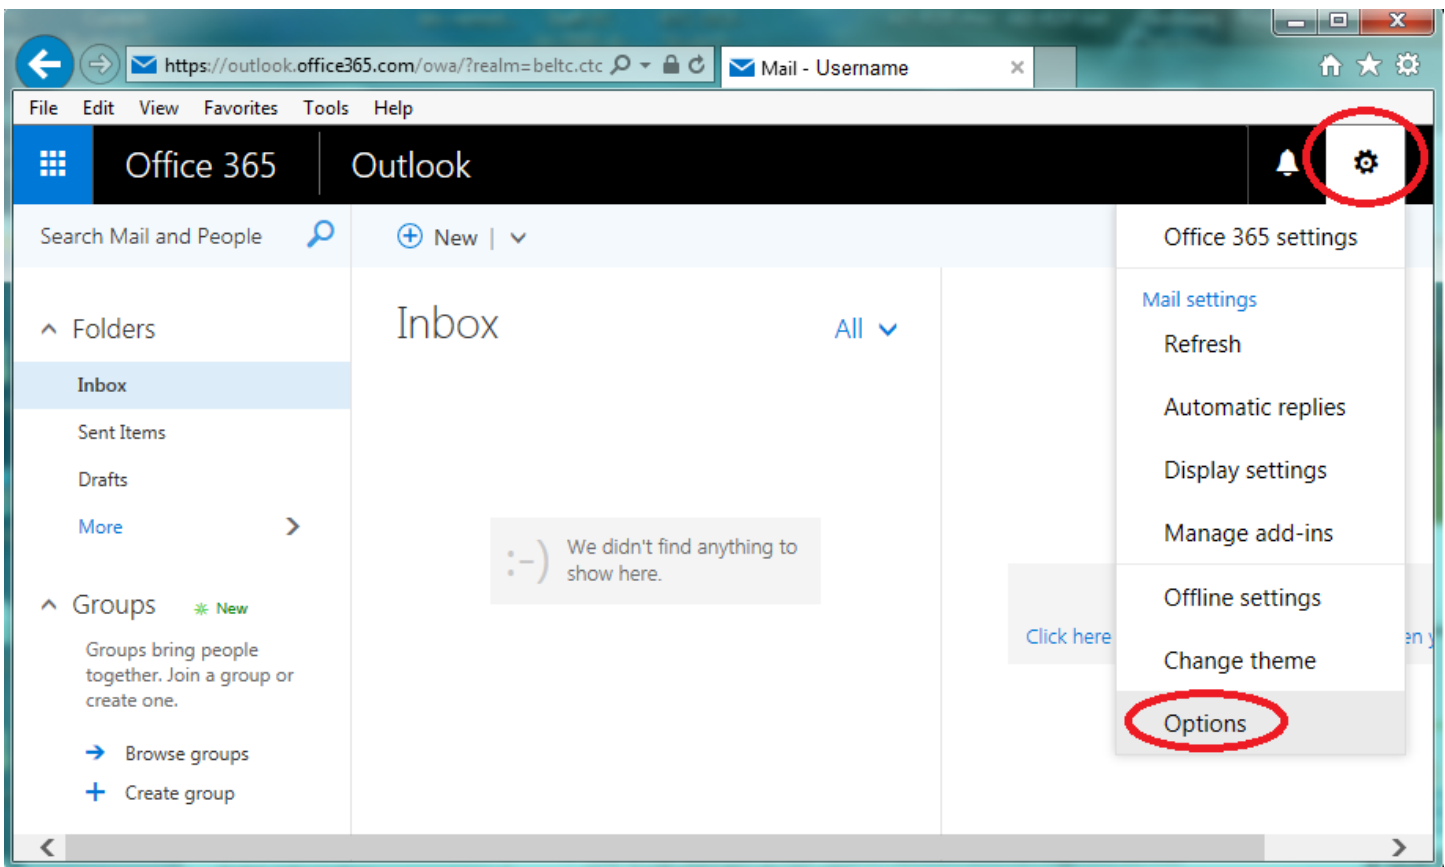 https://outlook.office365.com/owa/?realm=beltc.ctc
Mail - Username
File Edit View Favorites Tools Help
Office 365 Outlook
Search Mail and People
New
Office 365 settings
Mail settings
Refresh
Automatic replies
Display settings
Manage add-ins
Offline settings
Change theme
Options
Folders
Inbox
Sent Items
Drafts
More
Groups New
Groups bring people
together. Join a group or
create one.
Browse groups
Create group
Inbox All
:-)
We didn't find anything to
show here.
Click here
en